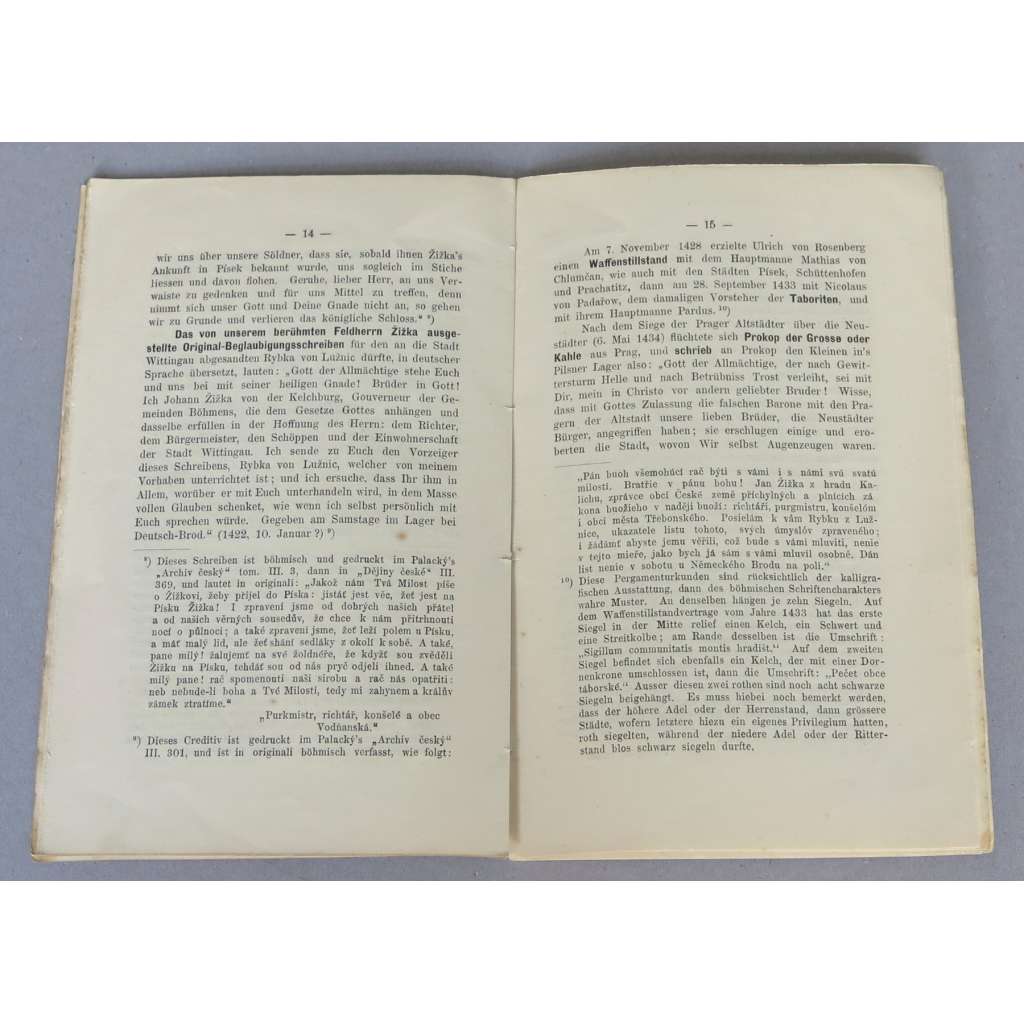 — 14 —
wir uns über unsere Söldner, dass sie, sobald ihnen Žižka's
Ankunft in Písek bekannt wurde, uns sogleich im Stiche
liessen und davon flohen. Geruhe, lieber Herr, an uns Ver-
waiste zu gedenken und für uns Mittel zu treffen, denn
nimmt sich unser Gott und Deine Gnade nicht an, so gehen
wir zu Grunde und verlieren das königliche Schloss.“ ⁸)
Das von unserem berühmten Feldherrn Žižka ausge-
stellte Original-Beglaubigungsschreiben für den an die Stadt
Wittingau abgesandten Rybka von Lužnic dürfte, in deutscher
Sprache übersetzt, lauten: „Gott der Allmächtige stehe Euch
und uns bei mit seiner heiligen Gnade! Brüder in Gott!
Ich Johann Žižka von der Kelchburg, Gouverneur der Ge-
meinden Böhmens, die dem Gesetze Gottes anhängen und
dasselbe erfüllen in der Hoffnung des Herrn: dem Richter,
dem Bürgermeister, den Schöppen und der Einwohnerschaft
der Stadt Wittingau. Ich sende zu Euch den Vorzeiger
dieses Schreibens, Rybka von Lužnic, welcher von meinem
Vorhaben unterrichtet ist; und ich ersuche, dass Ihr ihm in
Allem, worüber er mit Euch unterhandeln wird, in dem Masse
vollen Glauben schenket, wie wenn ich selbst persönlich mit
Euch sprechen würde. Gegeben am Samstage im Lager bei
Deutsch-Brod.“ (1422, 10. Januar ?) ⁹)
⁸) Dieses Schreiben ist böhmisch und gedruckt im Palacký's
„Archiv český“ tom. III. 3, dann in „Dějiny české“ III.
369, und lautet in originali: „Jakož nám Tvá Milost píše
o Žižkovi, žeby přijel do Píska: jistáť jest věc, žeť jest na
Písku Žižka! I zpraveni jsme od dobrých našich přátel
a od našich věrných sousedův, že chce k nám přitrhnouti
nocí o půlnoci; a také zpraveni jsme, žeť leží polem u Písku,
a máť malý lid, ale žeť shání sedláky z okolí k sobě. A také,
pane milý! žalujemť na své žoldnéře, že kdyžť sou zvěděli
Žižku na Písku, tehdáť sou od nás pryč odjeli ihned. A také
milý pane! rač spomenouti naši sirobu a rač nás opatřiti:
neb nebude-li boha a Tvé Milosti, tedy mi zahynem a králův
zámek ztratíme.“
„Purkmistr, richtář, konšelé a obec
Vodňanská.“
⁹) Dieses Creditiv ist gedruckt im Palacký's „Archiv český“
III. 301, und ist in originali böhmisch verfasst, wie folgt:
— 15 —
Am 7. November 1428 erzielte Ulrich von Rosenberg
einen Waffenstillstand mit dem Hauptmanne Mathias von
Chlumčan, wie auch mit den Städten Písek, Schüttenhofen
und Prachatitz, dann am 28. September 1433 mit Nicolaus
von Padařow, dem damaligen Vorsteher der Taboriten, und
mit ihrem Hauptmanne Pardus. ¹⁰)
Nach dem Siege der Prager Altstädter über die Neu-
städter (6. Mai 1434) flüchtete sich Prokop der Grosse oder
Kahle aus Prag, und schrieb an Prokop den Kleinen in's
Pilsner Lager also: „Gott der Allmächtige, der nach Gewit-
tersturm Helle und nach Betrübniss Trost verleiht, sei mit
Dir, mein in Christo vor andern geliebter Bruder! Wisse,
dass mit Gottes Zulassung die falschen Barone mit den Pra-
gern der Altstadt unsere lieben Brüder, die Neustädter
Bürger, angegriffen haben; sie erschlugen einige und ero-
berten die Stadt, wovon Wir selbst Augenzeugen waren.
„Pán buoh všemohúcí rač býti s vámi i s námi svú svatú
milostí. Bratřie v pánu bohu! Jan Žižka z hradu Ka-
lichu, zprávce obcí České země příchylných a plnících zá
kona buožieho v naději buoží: richtáři, purgmistru, konšelóm
i obci města Třebonského. Posielám k vám Rybku z Luž-
nice, ukazatele listu tohoto, svých úmyslóv zpraveného;
i žádámť abyste jemu věřili, což bude s vámi mluviti, nenie
v tejto mieře, jako bych já sám s vámi mluvil osobně. Dán
list nenie v sobotu u Německého Brodu na poli.“
¹⁰) Diese Pergamenturkunden sind rücksichtlich der kalligra-
fischen Ausstattung, dann des böhmischen Schriftencharakters
wahre Muster. An denselben hängen je zehn Siegeln. Auf
dem Waffenstillstandvertrage vom Jahre 1433 hat das erste
Siegel in der Mitte relief einen Kelch, ein Schwert und
eine Streitkolbe; am Rande desselben ist die Umschrift:
„Sigillum communitatis montis hradišt.“ Auf dem zweiten
Siegel befindet sich ebenfalls ein Kelch, der mit einer Dor-
nenkrone umschlossen ist, dann die Umschrift: „Pečet obce
táborské.“ Ausser diesen zwei rothen sind noch acht schwarze
Siegeln beigehängt. Es muss hiebei noch bemerkt werden,
dass der höhere Adel oder der Herrenstand, dann grössere
Städte, wofern letztere hiezu ein eigenes Privilegium hatten,
roth siegelten, während der niedere Adel oder der Ritter-
stand blos schwarz siegeln durfte.